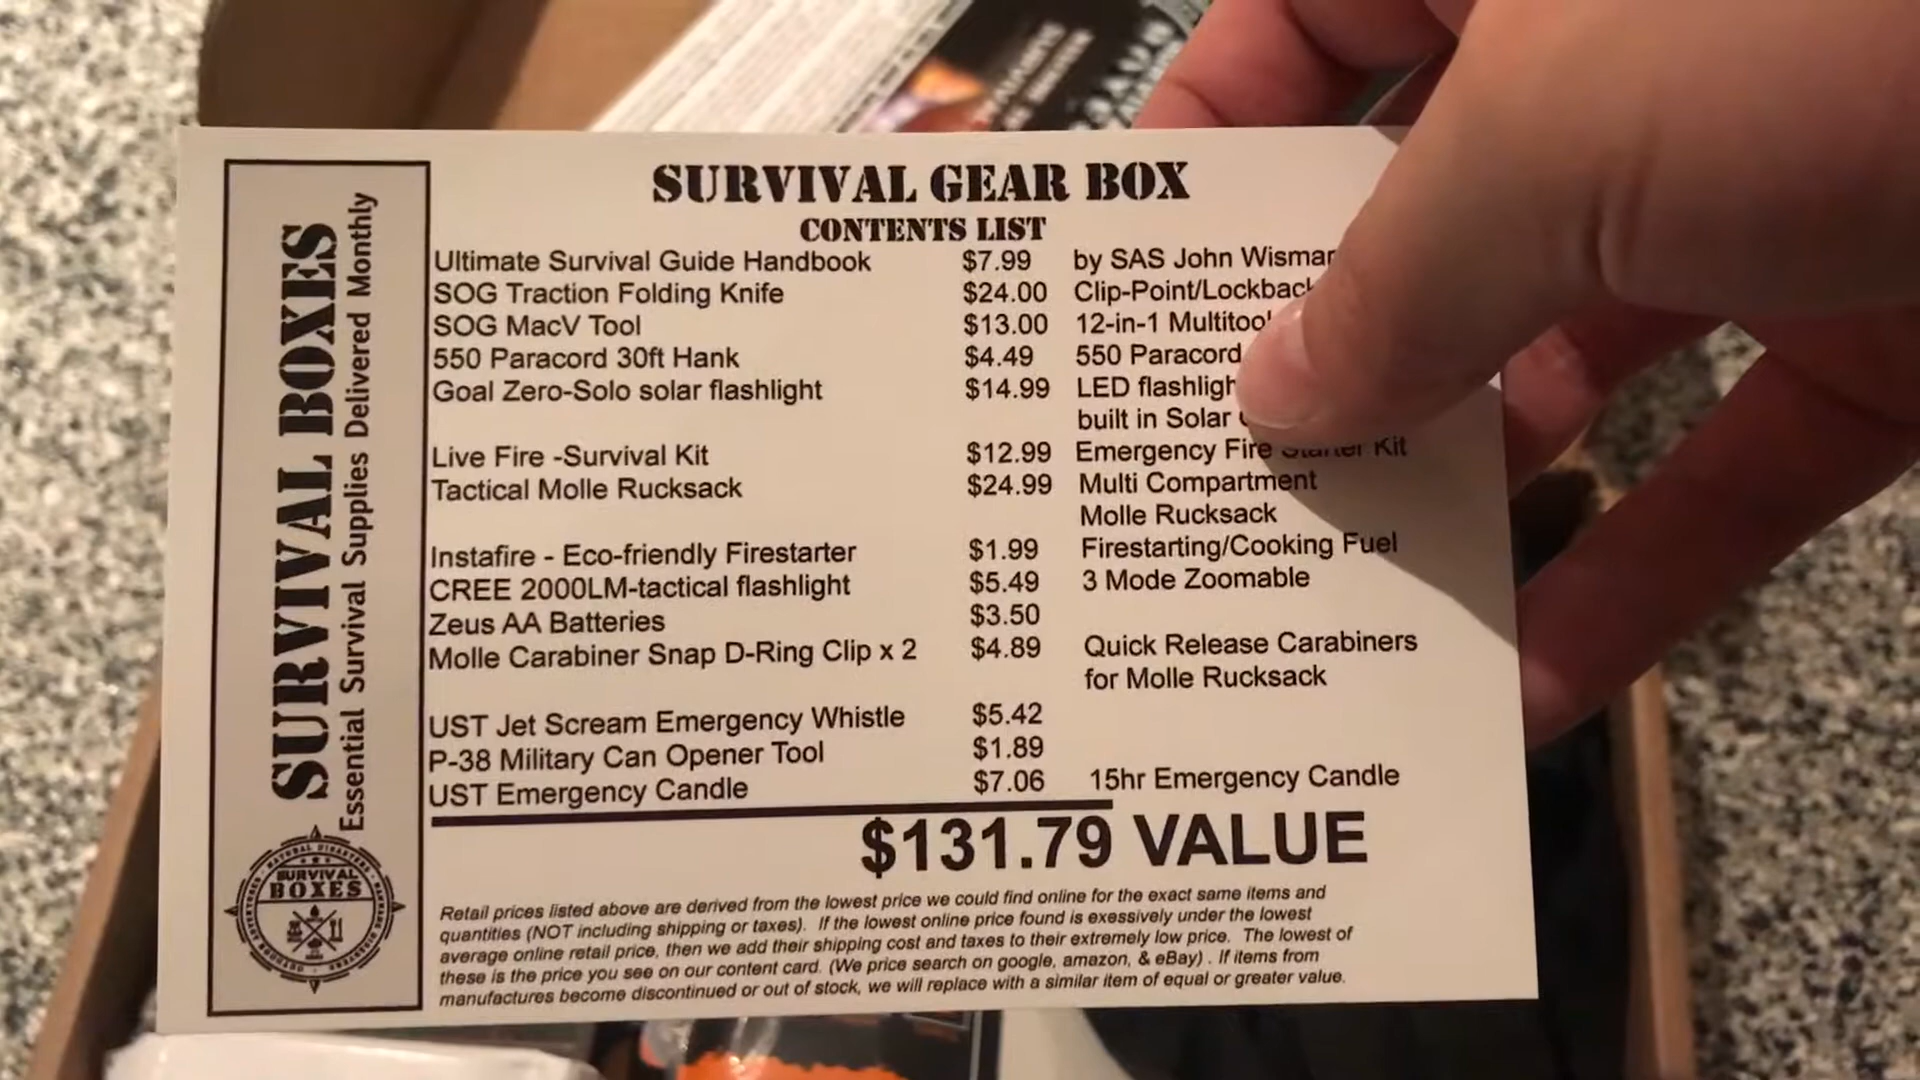 SURVIVAL BOXES
Essential Survival Supplies Delivered Monthly
SURVIVAL
BOXES
SURVIVAL GEAR BOX
CONTENTS LIST
Ultimate Survival Guide Handbook $7.99 by SAS John Wisman
SOG Traction Folding Knife $24.00 Clip-Point/Lockback
SOG MacV Tool $13.00 12-in-1 Multitool
550 Paracord 30ft Hank $4.49 550 Paracord
Goal Zero-Solo solar flashlight $14.99 LED
built in Solar
Live Fire -Survival Kit $12.99 Emergency Fire Starter Kit
Tactical Molle Rucksack $24.99 Multi Compartment
Molle Rucksack
Instafire - Eco-friendly Firestarter $1.99 Firestarting/Cooking Fuel
CREE 2000LM-tactical flashlight $5.49 3 Mode Zoomable
Zeus AA Batteries $3.50
Molle Carabiner Snap D-Ring Clip x 2 $4.89 Quick Release Carabiners
for Molle Rucksack
UST Jet Scream Emergency Whistle $5.42
P-38 Military Can Opener Tool $1.89
UST Emergency Candle $7.06 15hr Emergency Candle
$131.79 VALUE
Retail prices listed above are derived from the lowest price we could find online for the exact same items and
quantities (NOT including shipping or taxes). If the lowest online price found is exessively under the lowest
average online retail price, then we add their shipping cost and taxes to their extremely low price. The lowest of
these is the price you see on our content card. (We price search on google, amazon, & eBay) . If items from
manufactures become discontinued or out of stock, we will replace with a similar item of equal or greater value.